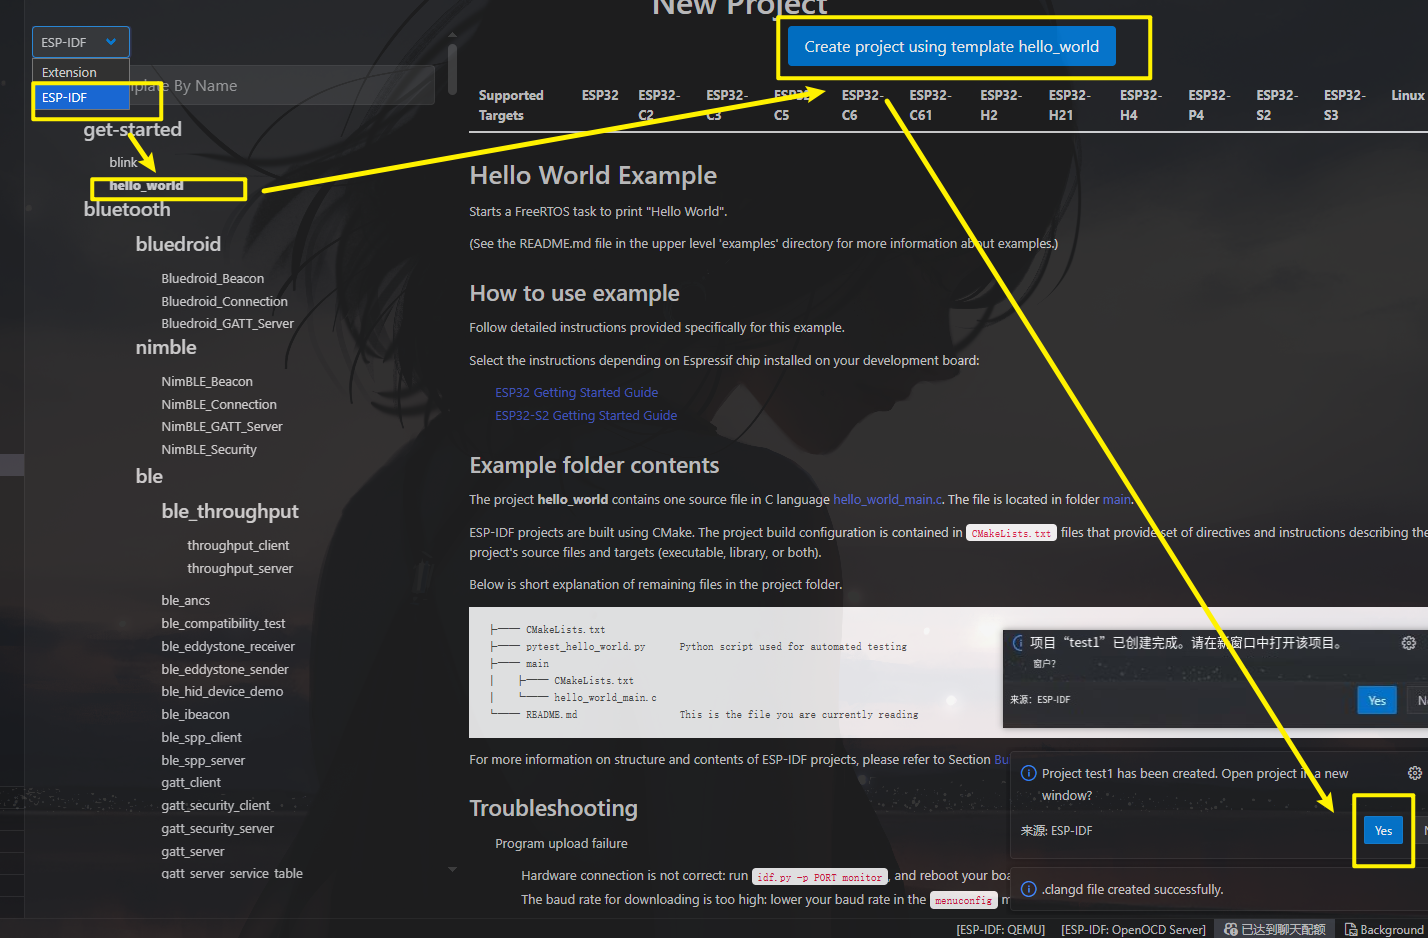 New Project
ESP-IDF
Extension
ESP-IDF
plate By Name
Create project using template hello_world
get-started
blink
hello_world
bluetooth
bluedroid
Bluedroid_Beacon
Bluedroid_Connection
Bluedroid_GATT_Server
nimble
NimBLE_Beacon
NimBLE_Connection
NimBLE_GATT_Server
NimBLE_Security
ble
ble_throughput
throughput_client
throughput_server
ble_ancs
ble_compatibility_test
ble_eddystone_receiver
ble_eddystone_sender
ble_hid_device_demo
ble_ibeacon
ble_spp_client
ble_spp_server
gatt_client
gatt_security_client
gatt_security_server
gatt_server
gatt_server_service_table
Supported Targets ESP32 ESP32-C2 ESP32-C3 ESP32-C5 ESP32-C6 ESP32-C61 ESP32-H2 ESP32-H21 ESP32-H4 ESP32-P4 ESP32-S2 ESP32-S3 Linux
Hello World Example
Starts a FreeRTOS task to print "Hello World".
(See the README.md file in the upper level 'examples' directory for more information about examples.)
How to use example
Follow detailed instructions provided specifically for this example.
Select the instructions depending on Espressif chip installed on your development board:
ESP32 Getting Started Guide
ESP32-S2 Getting Started Guide
Example folder contents
The project hello_world contains one source file in C language hello_world_main.c. The file is located in folder main.
ESP-IDF projects are built using CMake. The project build configuration is contained in CMakeLists.txt files that provide set of directives and instructions describing the
project's source files and targets (executable, library, or both).
Below is short explanation of remaining files in the project folder.
├── CMakeLists.txt
├── pytest_hello_world.py Python script used for automated testing
├── main
│ ├── CMakeLists.txt
│ └── hello_world_main.c
└── README.md This is the file you are currently reading
For more information on structure and contents of ESP-IDF projects, please refer to Section Bu
Troubleshooting
Program upload failure
Hardware connection is not correct: run idf.py -p PORT monitor, and reboot your boa
The baud rate for downloading is too high: lower your baud rate in the menuconfig m
项目“test1”已创建完成。请在新窗口中打开该项目。
窗户?
来源: ESP-IDF
Yes
N
Project test1 has been created. Open project in a new
window?
来源: ESP-IDF
Yes
.clangd file created successfully.
[ESP-IDF: QEMU] [ESP-IDF: OpenOCD Server] 已达到聊天配额 Background